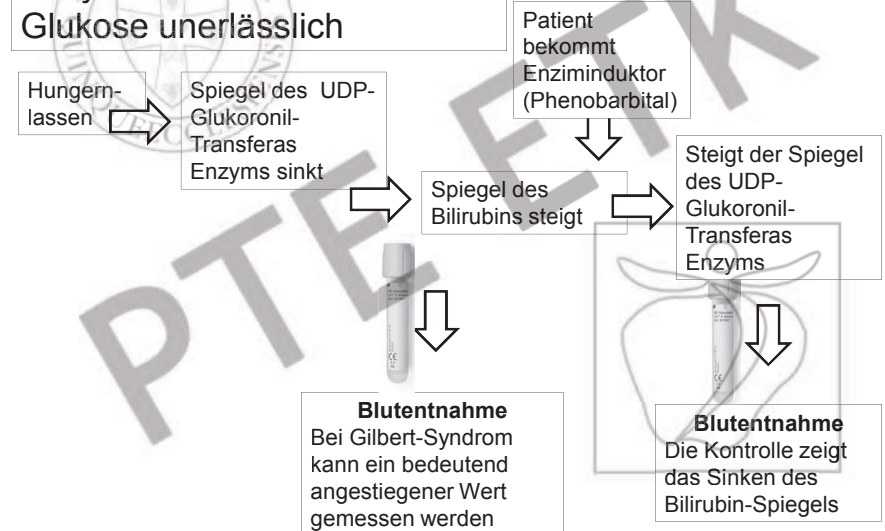 Glukose unerlässlich
Patient
bekommt
Enziminduktor
(Phenobarbital)
Hungern-
lassen
Spiegel des UDP-
Glukoronil-
Transferas
Enzyms sinkt
Spiegel des
Bilirubins steigt
Steigt der Spiegel
des UDP-
Glukoronil-
Transferas
Enzyms
Blutentnahme
Bei Gilbert-Syndrom
kann ein bedeutend
angestiegener Wert
gemessen werden
Blutentnahme
Die Kontrolle zeigt
das Sinken des
Bilirubin-Spiegels
PTE ETK